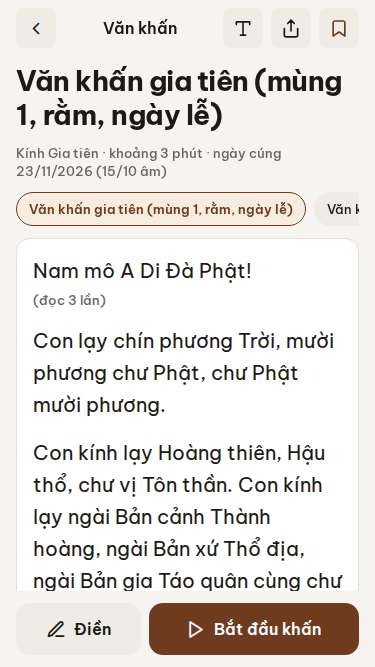 Văn khấn
Văn khấn gia tiên (mùng
1, rằm, ngày lễ)
Kính Gia tiên · khoảng 3 phút · ngày cúng
23/11/2026 (15/10 âm)
Văn khấn gia tiên (mùng 1, rằm, ngày lễ)
Văn k
Nam mô A Di Đà Phật!
(đọc 3 lần)
Con lạy chín phương Trời, mười
phương chư Phật, chư Phật
mười phương.
Con kính lạy Hoàng thiên, Hậu
thổ, chư vị Tôn thần. Con kính
lạy ngài Bản cảnh Thành
hoàng, ngài Bản xứ Thổ địa,
ngài Bản gia Táo quân cùng chư
Điền
Bắt đầu khấn